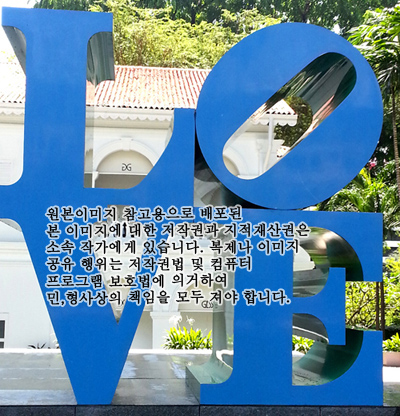 LO
VE
GG
원본이미지 참고용으로 배포된
본 이미지에 대한 저작권과 지적재산권은
소속 작가에게 있습니다. 복제나 이미지
공유 행위는 저작권법 및 컴퓨터
프로그램 보호법에 의거하여
민,형사상의 책임을 모두 져야 합니다.